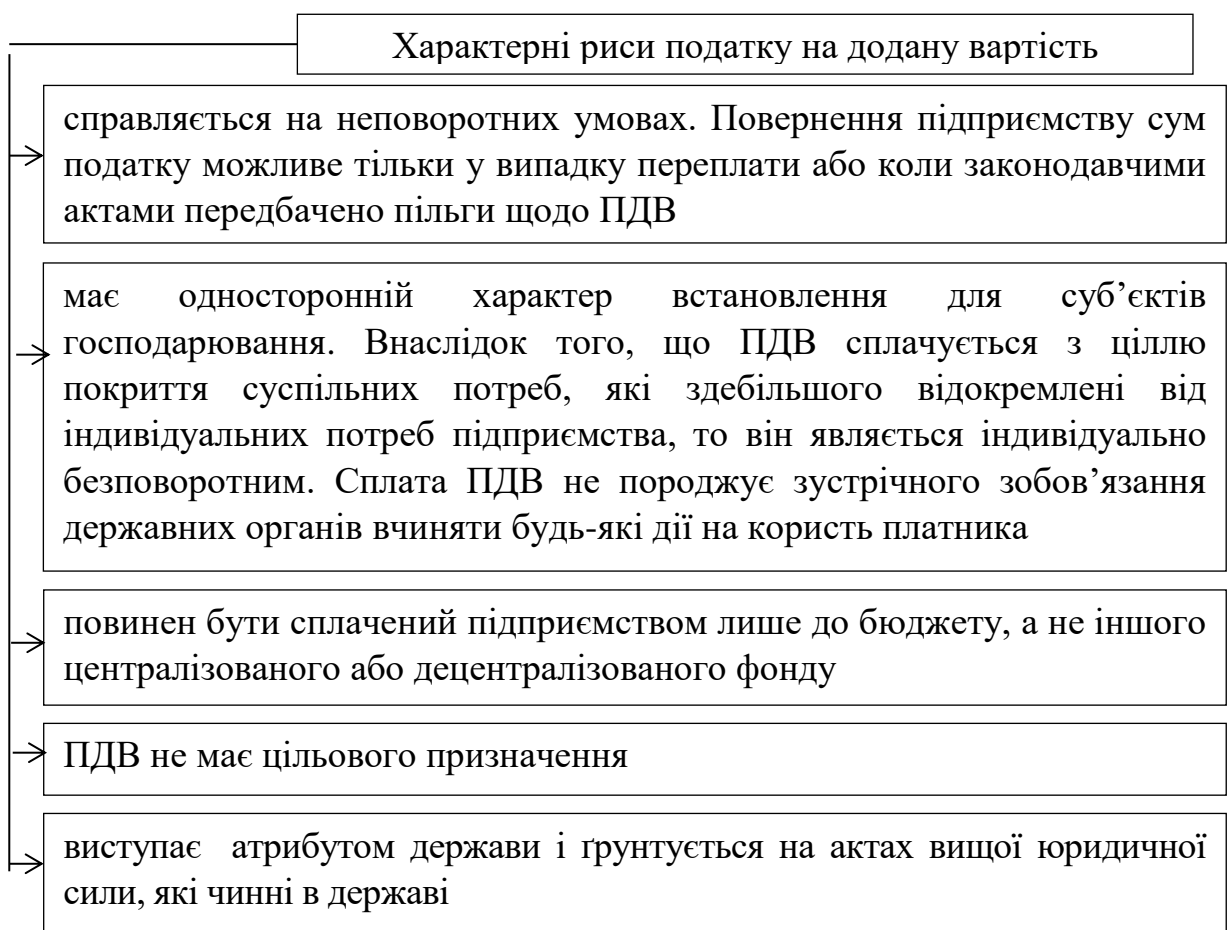 Характерні риси податку на додану вартість
справляється на неповоротних умовах. Повернення підприємству сум
податку можливе тільки у випадку переплати або коли законодавчими
актами передбачено пільги щодо ПДВ
має односторонній характер встановлення для суб’єктів
господарювання. Внаслідок того, що ПДВ сплачується з ціллю
покриття суспільних потреб, які здебільшого відокремлені від
індивідуальних потреб підприємства, то він являється індивідуально
безповоротним. Сплата ПДВ не породжує зустрічного зобов’язання
державних органів вчиняти будь-які дії на користь платника
повинен бути сплачений підприємством лише до бюджету, а не іншого
централізованого або децентралізованого фонду
ПДВ не має цільового призначення
виступає атрибутом держави і ґрунтується на актах вищої юридичної
сили, які чинні в державі